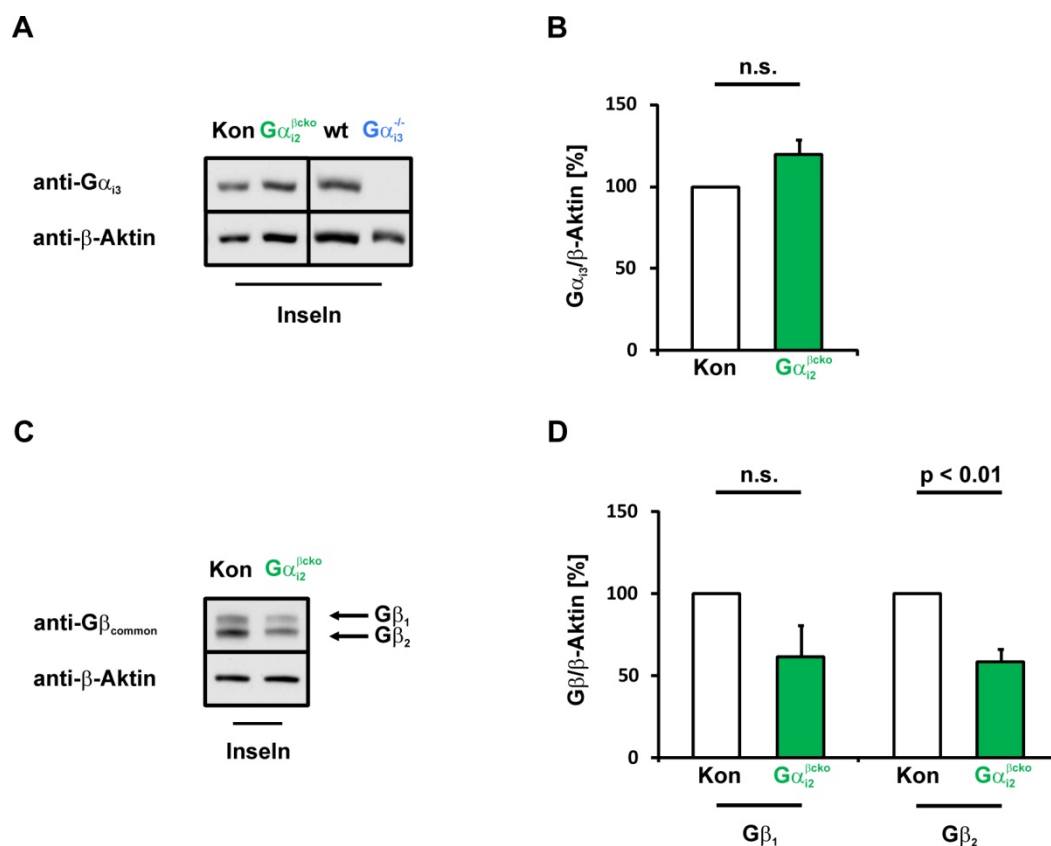 A
Kon Gαi2βcko wt Gαi3-/-
anti-Gαi3
anti-β-Aktin
Inseln
B
n.s.
Gαi3/β-Aktin [%]
150
100
50
0
Kon Gαi2βcko
C
Kon Gαi2βcko
anti-Gβcommon
Gβ1
Gβ2
anti-β-Aktin
Inseln
D
n.s. p < 0.01
Gβ/β-Aktin [%]
150
100
50
0
Kon Gαi2βcko Kon Gαi2βcko
Gβ1 Gβ2